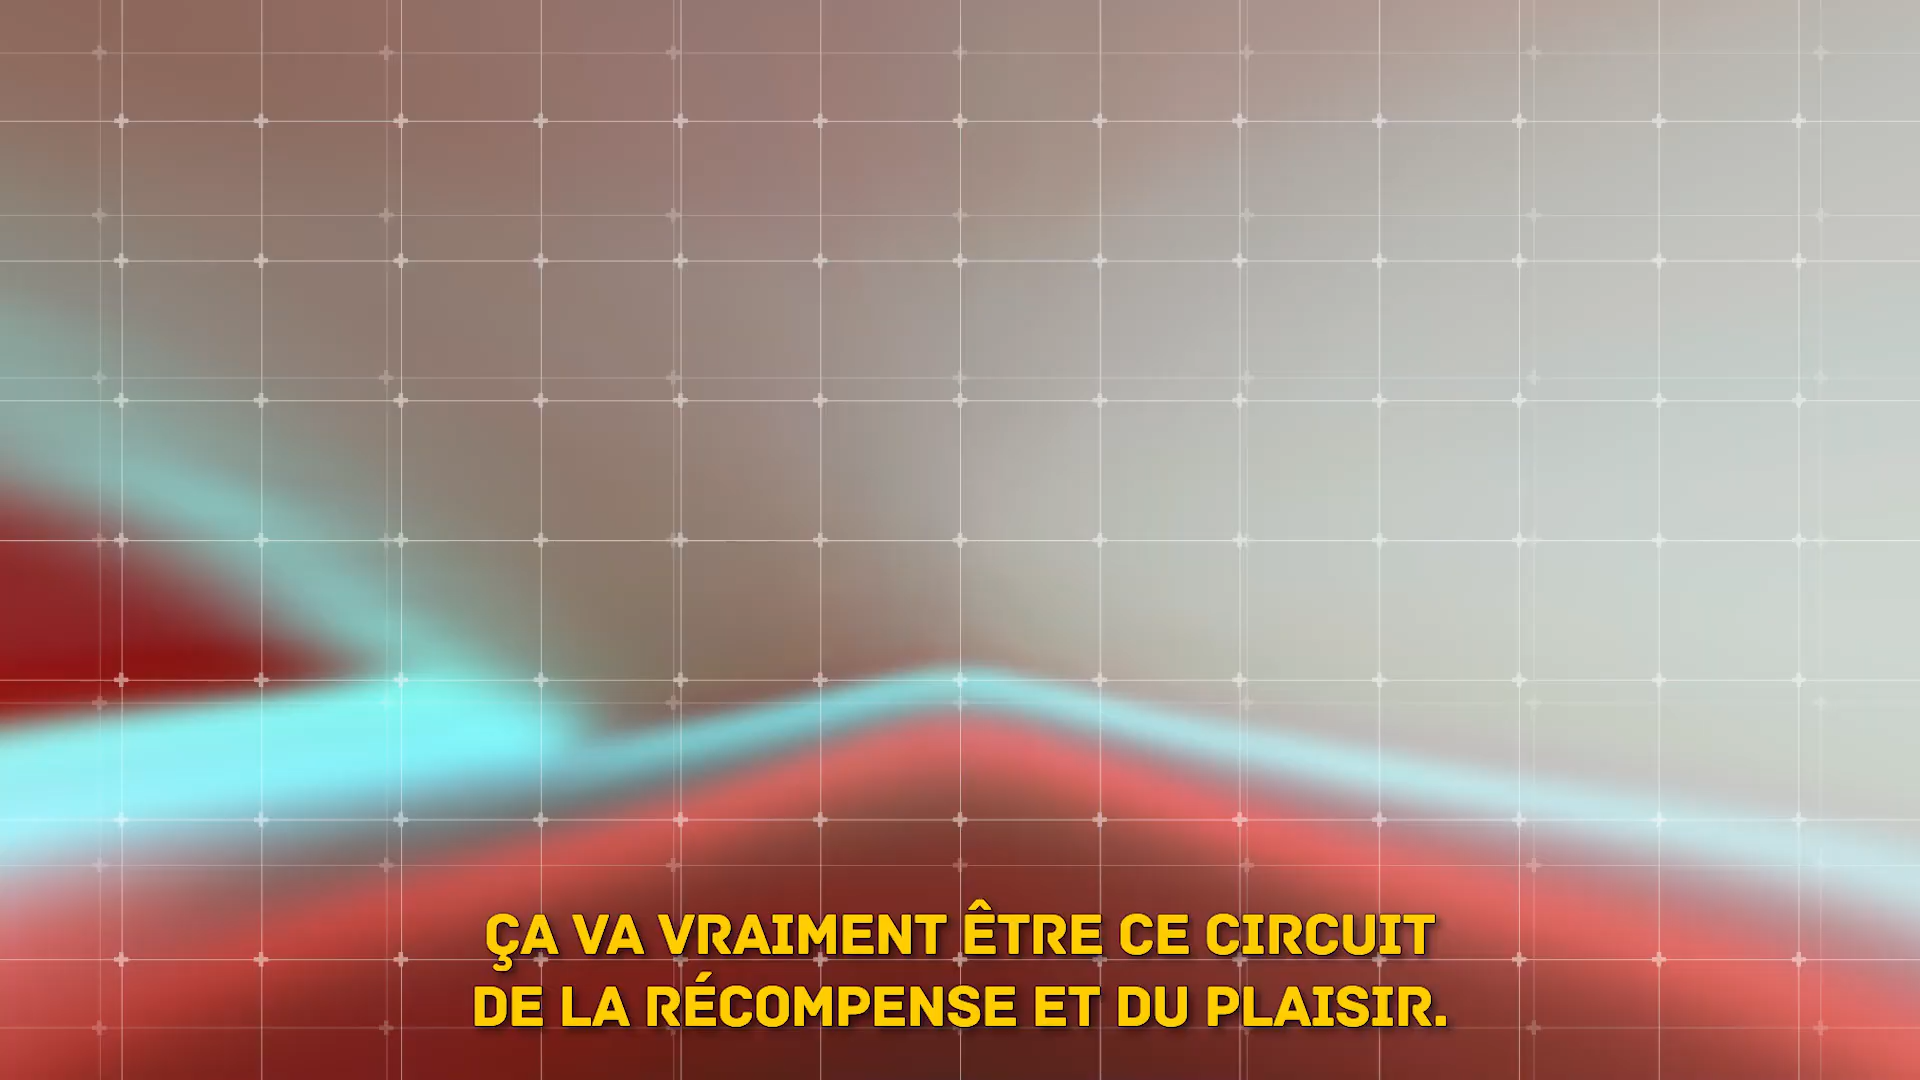 ÇA VA VRAIMENT ÊTRE CE CIRCUIT
DE LA RÉCOMPENSE ET DU PLAISIR.